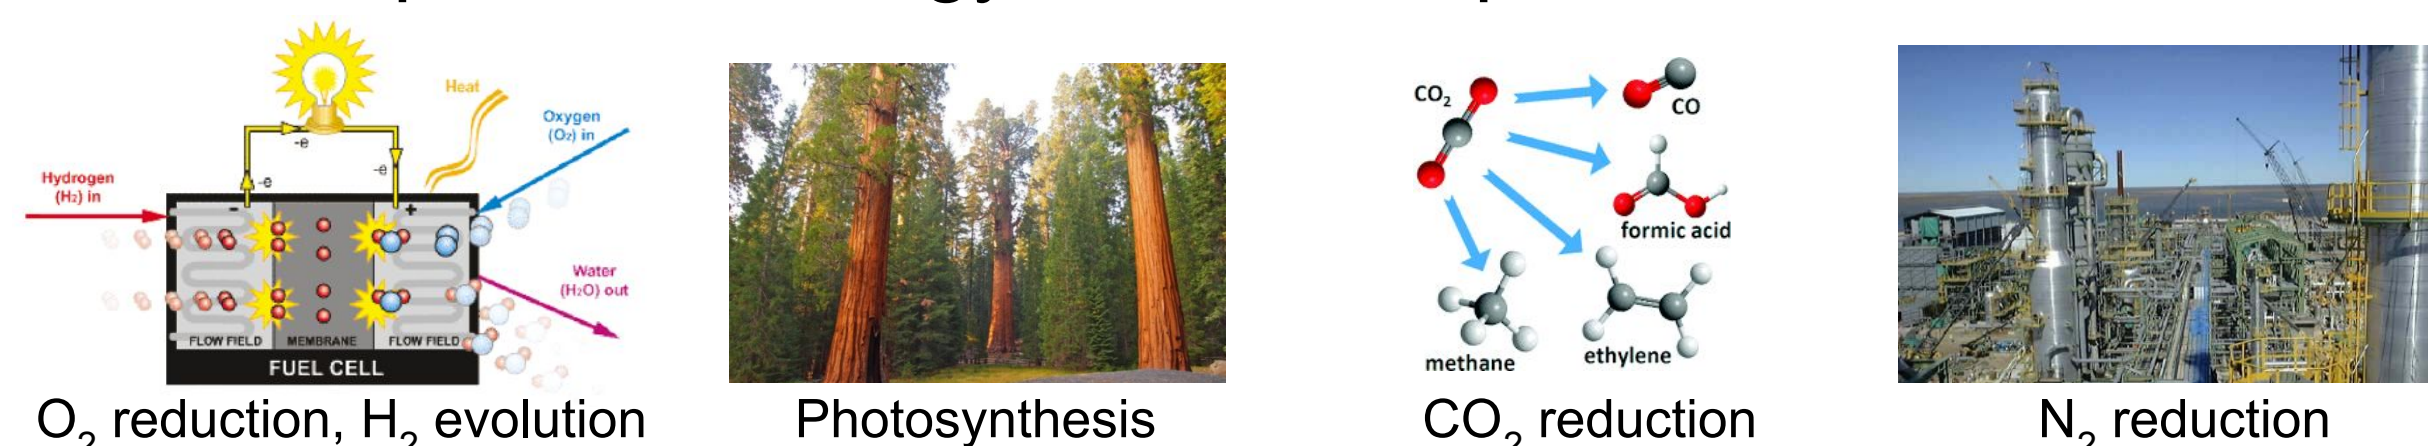 Heat
Oxygen
(O₂) in
-e
-e
-e
Hydrogen
(H₂) in
-
+
Water
(H₂O) out
FLOW FIELD
MEMBRANE
FLOW FIELD
FUEL CELL
O₂ reduction, H₂ evolution
Photosynthesis
CO₂
CO
formic acid
methane
ethylene
CO₂ reduction
N₂ reduction